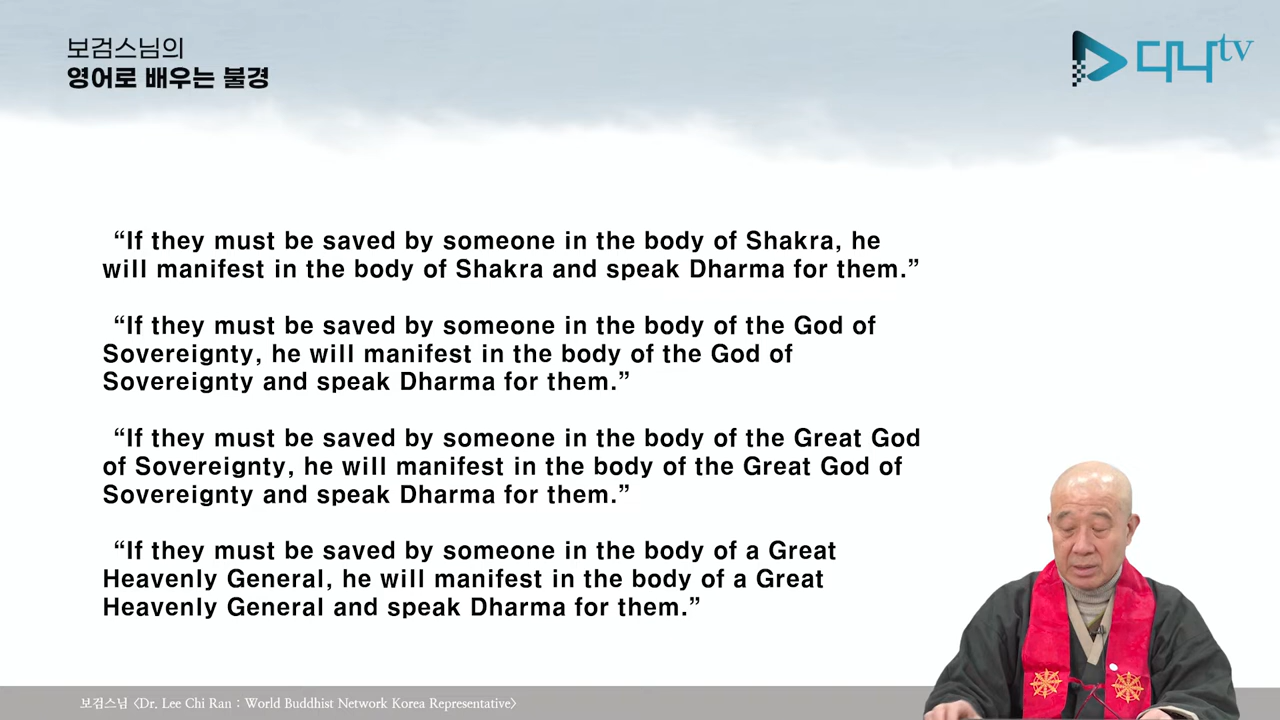 보검스님의
영어로 배우는 불경
다나tv
“If they must be saved by someone in the body of Shakra, he
will manifest in the body of Shakra and speak Dharma for them.”
“If they must be saved by someone in the body of the God of
Sovereignty, he will manifest in the body of the God of
Sovereignty and speak Dharma for them.”
“If they must be saved by someone in the body of the Great God
of Sovereignty, he will manifest in the body of the Great God of
Sovereignty and speak Dharma for them.”
“If they must be saved by someone in the body of a Great
Heavenly General, he will manifest in the body of a Great
Heavenly General and speak Dharma for them.”
보검스님 〈Dr. Lee Chi Ran : World Buddhist Network Korea Representative〉